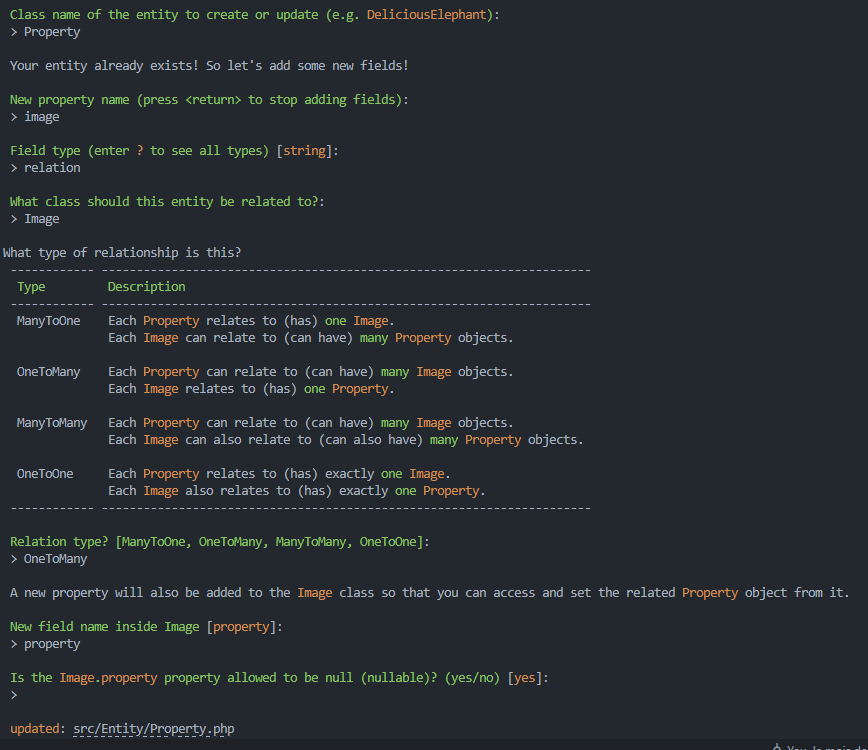 Class name of the entity to create or update (e.g. DeliciousElephant):
> Property
Your entity already exists! So let's add some new fields!
New property name (press <return> to stop adding fields):
> image
Field type (enter ? to see all types) [string]:
> relation
What class should this entity be related to?:
> Image
What type of relationship is this?
------------ ----------------------------------------------------------------------
Type Description
------------ ----------------------------------------------------------------------
ManyToOne Each Property relates to (has) one Image.
Each Image can relate to (can have) many Property objects.
OneToMany Each Property can relate to (can have) many Image objects.
Each Image relates to (has) one Property.
ManyToMany Each Property can relate to (can have) many Image objects.
Each Image can also relate to (can also have) many Property objects.
OneToOne Each Property relates to (has) exactly one Image.
Each Image also relates to (has) exactly one Property.
------------ ----------------------------------------------------------------------
Relation type? [ManyToOne, OneToMany, ManyToMany, OneToOne]:
> OneToMany
A new property will also be added to the Image class so that you can access and set the related Property object from it.
New field name inside Image [property]:
> property
Is the Image.property property allowed to be null (nullable)? (yes/no) [yes]:
>
updated: src/Entity/Property.php